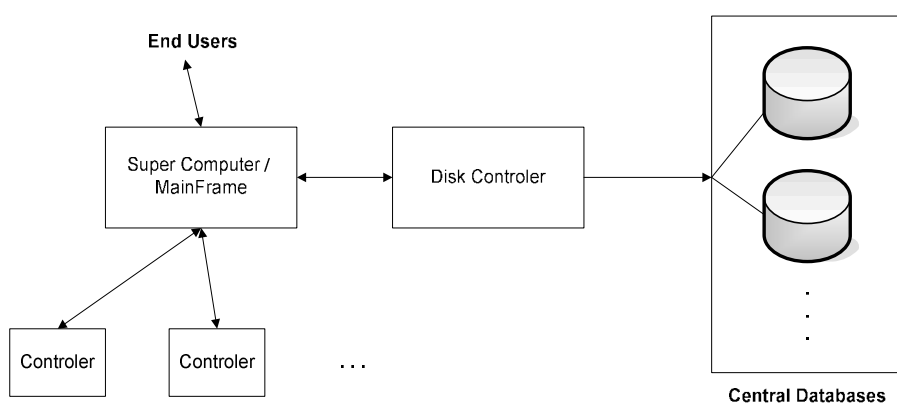 End Users
Super Computer /
MainFrame
Disk Controler
Controler
Controler
. . .
.
.
.
Central Databases